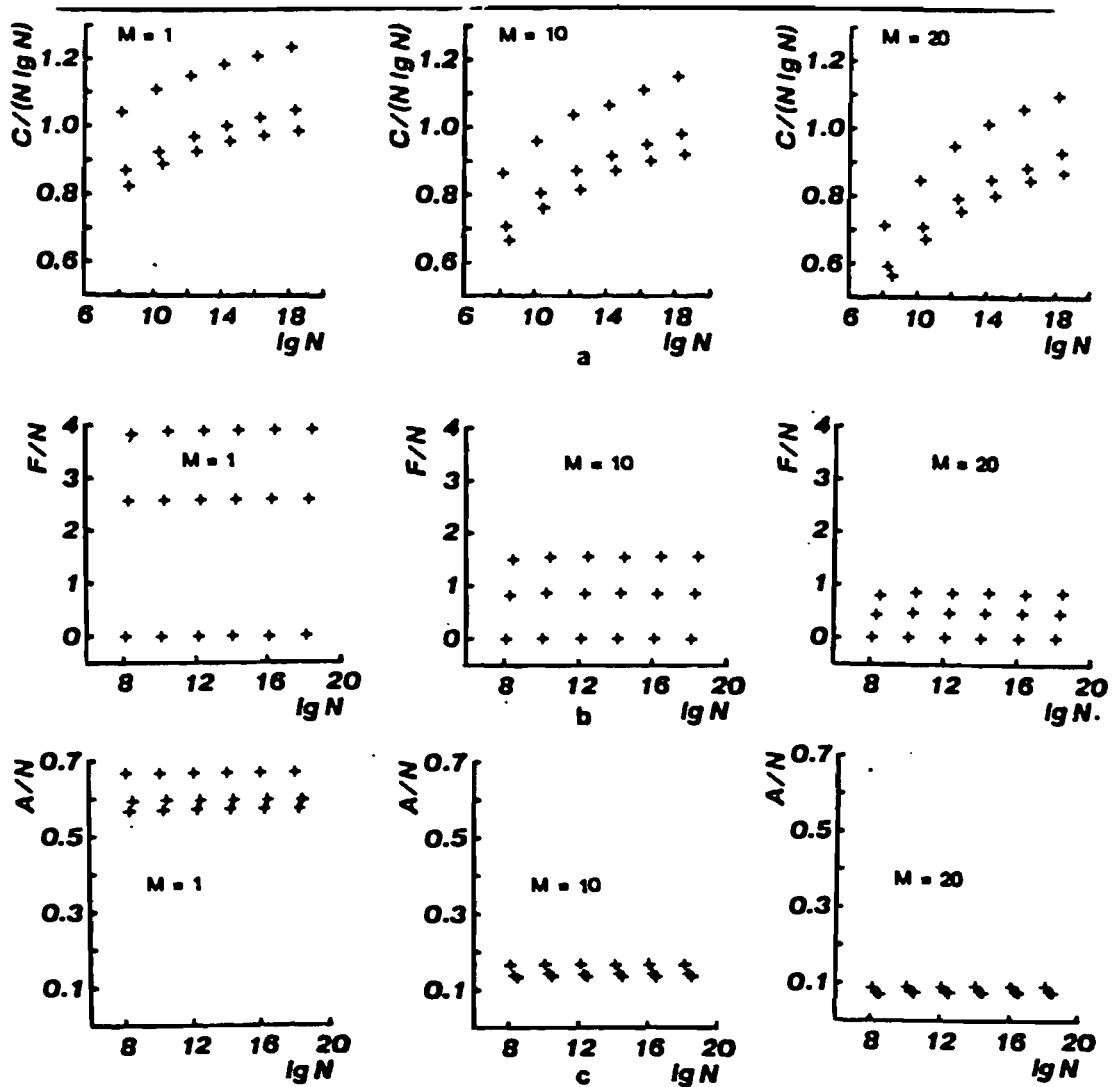 M = 1
C/(N lg N)
1.2
1.0
0.8
0.6
6 10 14 18
lg N
M = 10
C/(N lg N)
1.2
1.0
0.8
0.6
6 10 14 18
lg N
a
M = 20
C/(N lg N)
1.2
1.0
0.8
0.6
6 10 14 18
lg N
F/N
4
3
2
1
0
M = 1
8 12 16 20
lg N
F/N
4
3
2
1
0
M = 10
8 12 16 20
lg N
b
F/N
4
3
2
1
0
M = 20
8 12 16 20
lg N.
A/N
0.7
0.5
0.3
0.1
M = 1
8 12 16 20
lg N
A/N
0.7
0.5
0.3
0.1
M = 10
8 12 16 20
lg N
c
A/N
0.7
0.5
0.3
0.1
M = 20
8 12 16 20
lg N